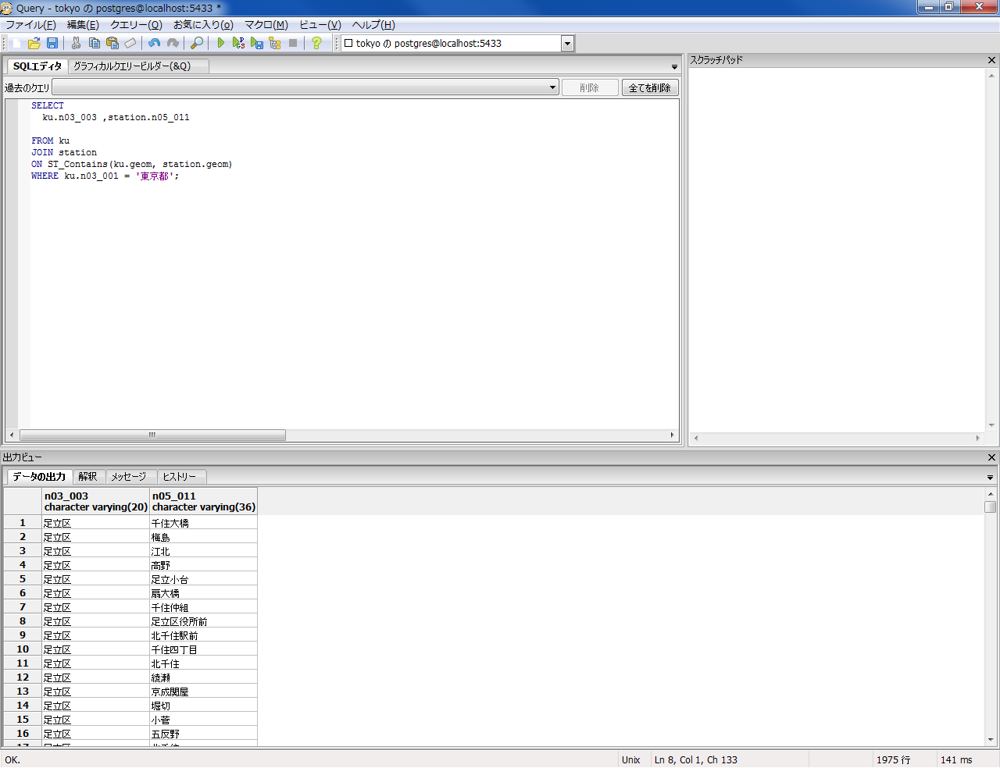 Query - tokyo の postgres@localhost:5433 *
ファイル(F) 編集(E) クエリー(Q) お気に入り(o) マクロ(M) ビュー(V) ヘルプ(H)
tokyo の postgres@localhost:5433
SQLエディタ グラフィカルクエリービルダー(&Q)
過去のクエリ 削除 全てを削除
SELECT
ku.n03_003 ,station.n05_011
FROM ku
JOIN station
ON ST_Contains(ku.geom, station.geom)
WHERE ku.n03_001 = '東京都';
スクラッチパッド
出力ビュー
データの出力 解釈 メッセージ ヒストリー
n03_003 n05_011
character varying(20) character varying(36)
1 足立区 千住大橋
2 足立区 梅島
3 足立区 江北
4 足立区 高野
5 足立区 足立小台
6 足立区 扇大橋
7 足立区 千住仲組
8 足立区 足立区役所前
9 足立区 北千住駅前
10 足立区 千住四丁目
11 足立区 北千住
12 足立区 綾瀬
13 足立区 京成関屋
14 足立区 堀切
15 足立区 小菅
16 足立区 五反野
17 足立区 北千住
OK. Unix Ln 8, Col 1, Ch 133 1975 行 141 ms